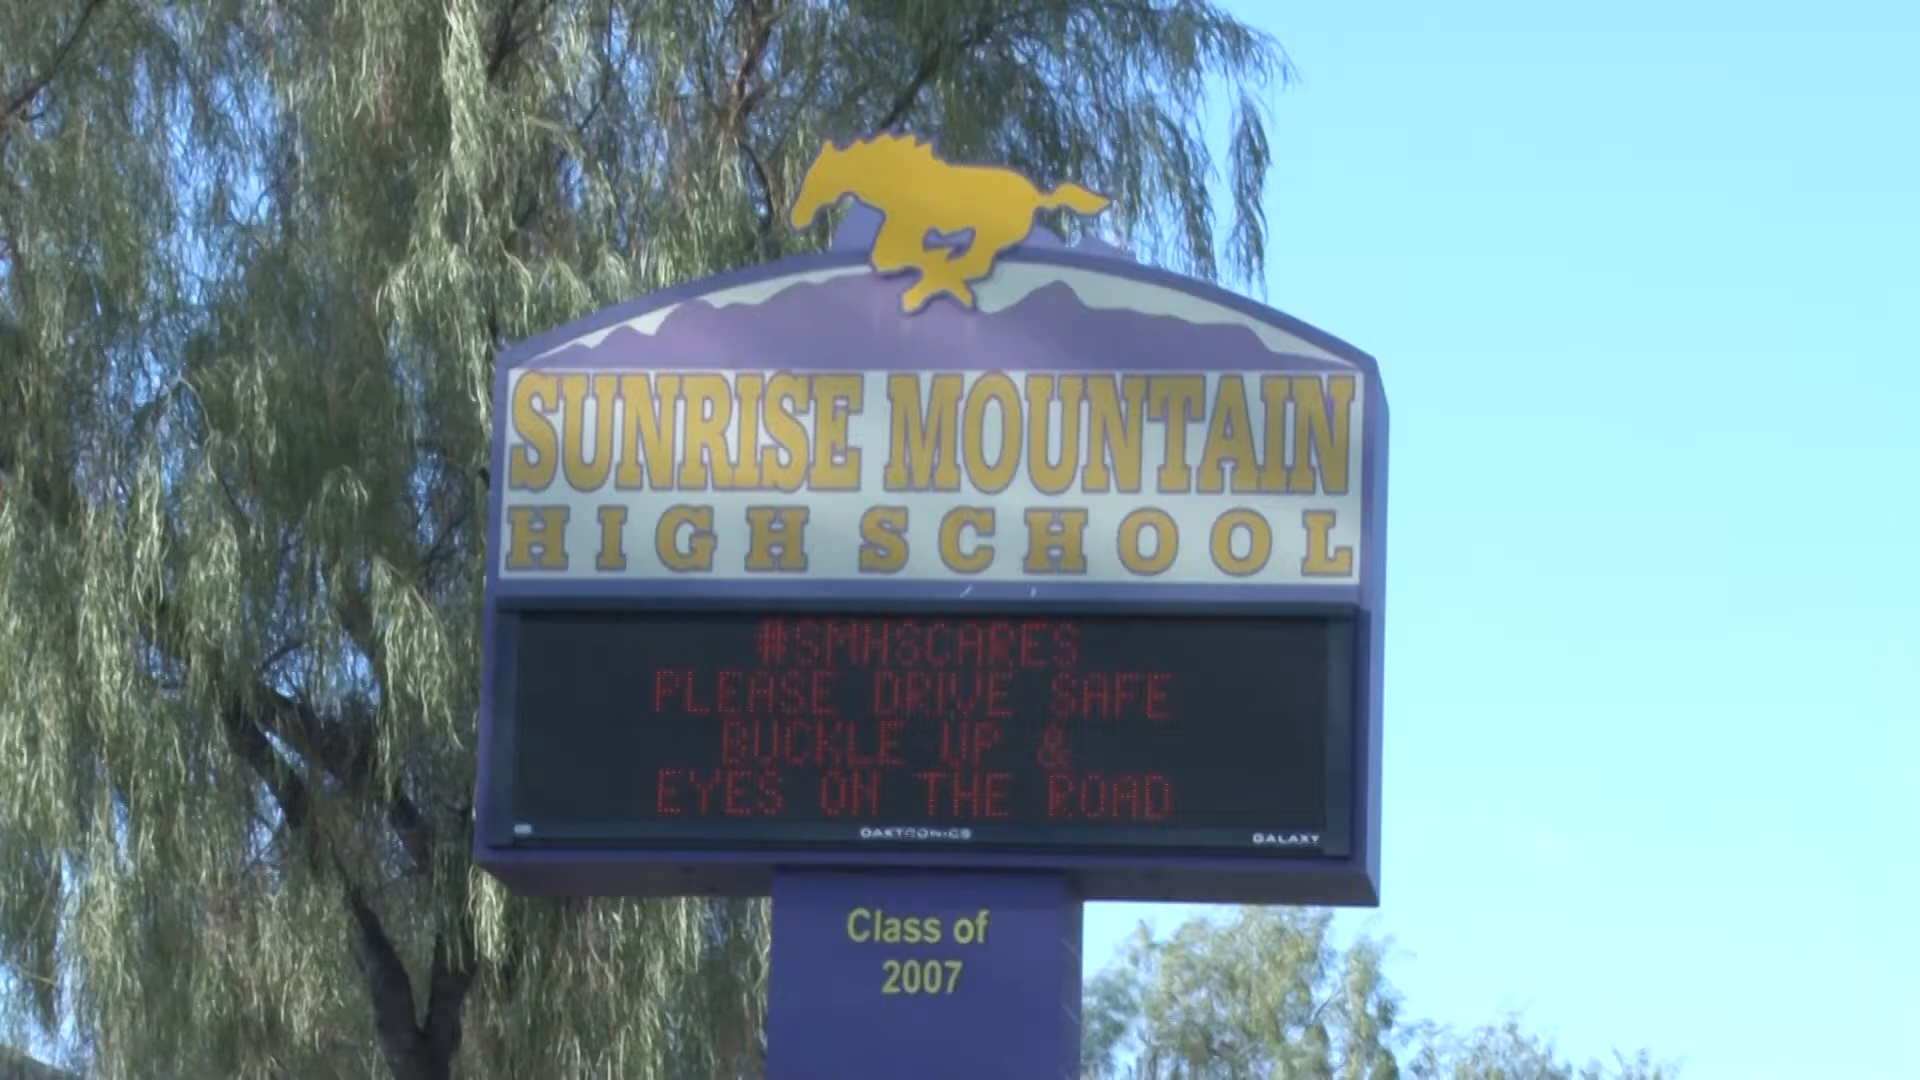 SUNRISE MOUNTAIN
HIGH SCHOOL
#SMHSCARES
PLEASE DRIVE SAFE
BUCKLE UP &
EYES ON THE ROAD
DAKTRONICS
GALAXY
Class of
2007